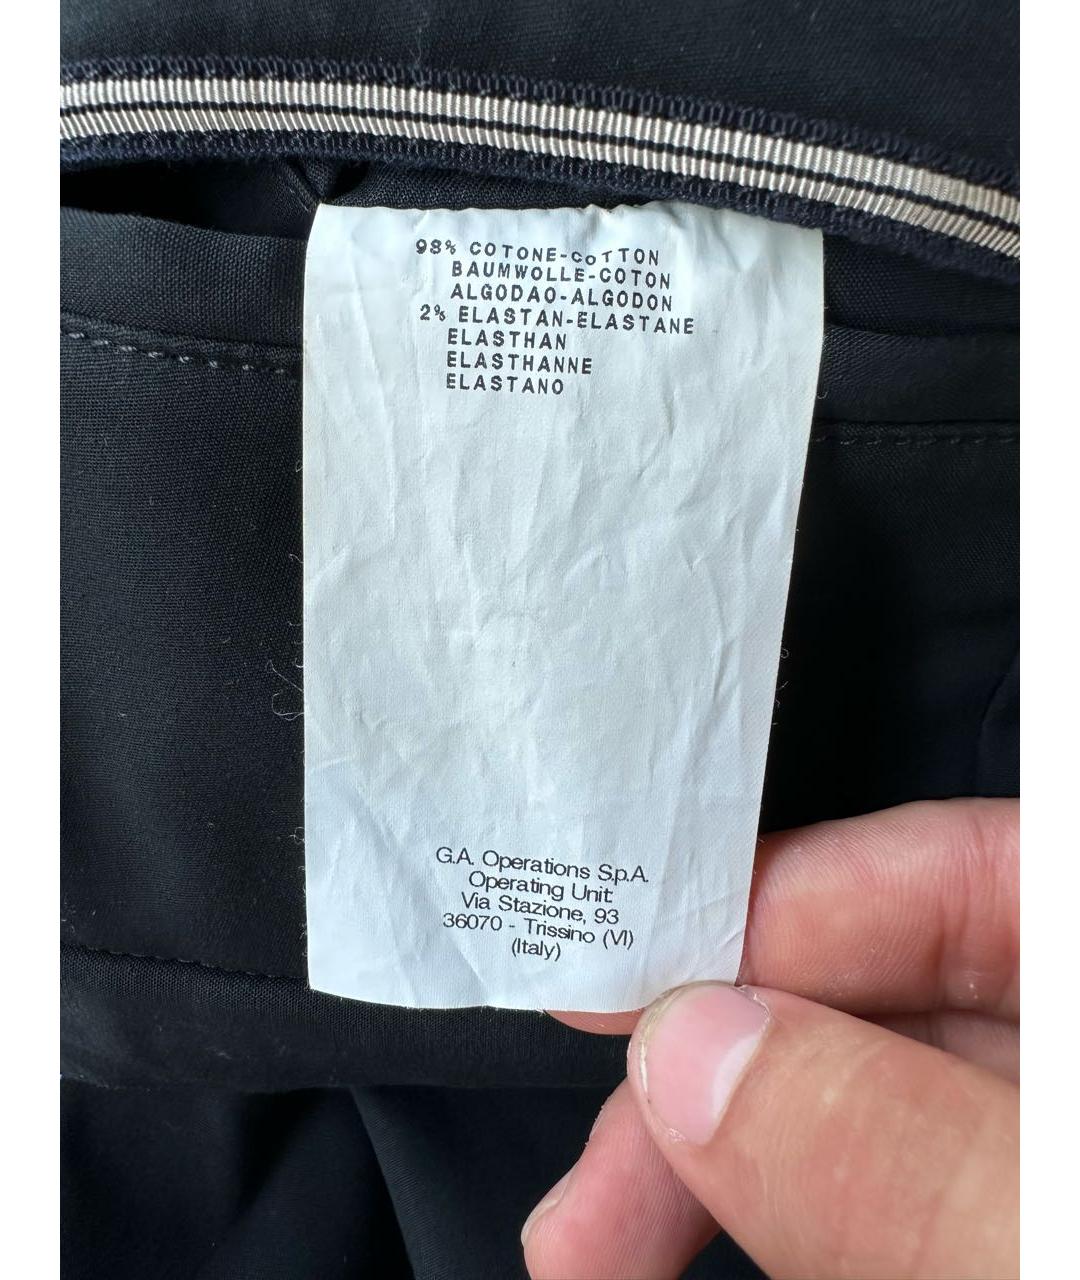 98% COTONE-COTTON
BAUMWOLLE-COTON
ALGODAO-ALGODON
2% ELASTAN-ELASTANE
ELASTHAN
ELASTHANNE
ELASTANO
G.A. Operations S.p.A.
Operating Unit:
Via Stazione, 93
36070 - Trissino (VI)
(Italy)